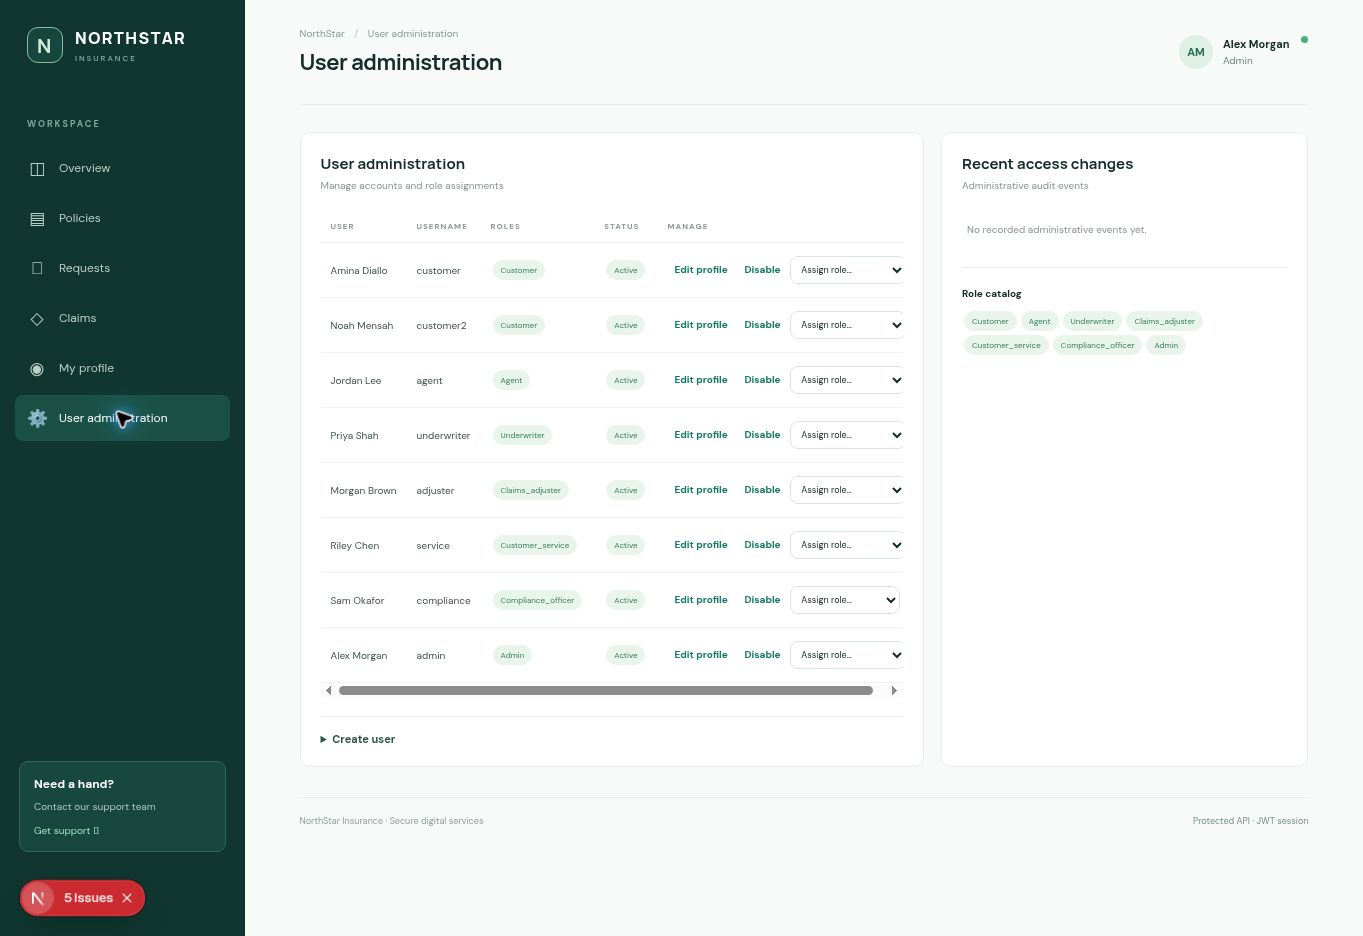 N NORTHSTAR
INSURANCE
WORKSPACE
Overview
Policies
Requests
Claims
My profile
User administration
Need a hand?
Contact our support team
Get support
N 5 Issues
NorthStar / User administration
User administration
AM Alex Morgan
Admin
User administration
Manage accounts and role assignments
USER USERNAME ROLES STATUS MANAGE
Amina Diallo customer Customer Active Edit profile Disable Assign role...
Noah Mensah customer2 Customer Active Edit profile Disable Assign role...
Jordan Lee agent Agent Active Edit profile Disable Assign role...
Priya Shah underwriter Underwriter Active Edit profile Disable Assign role...
Morgan Brown adjuster Claims_adjuster Active Edit profile Disable Assign role...
Riley Chen service Customer_service Active Edit profile Disable Assign role...
Sam Okafor compliance Compliance_officer Active Edit profile Disable Assign role...
Alex Morgan admin Admin Active Edit profile Disable Assign role...
Create user
Recent access changes
Administrative audit events
No recorded administrative events yet.
Role catalog
Customer Agent Underwriter Claims_adjuster
Customer_service Compliance_officer Admin
NorthStar Insurance · Secure digital services
Protected API · JWT session